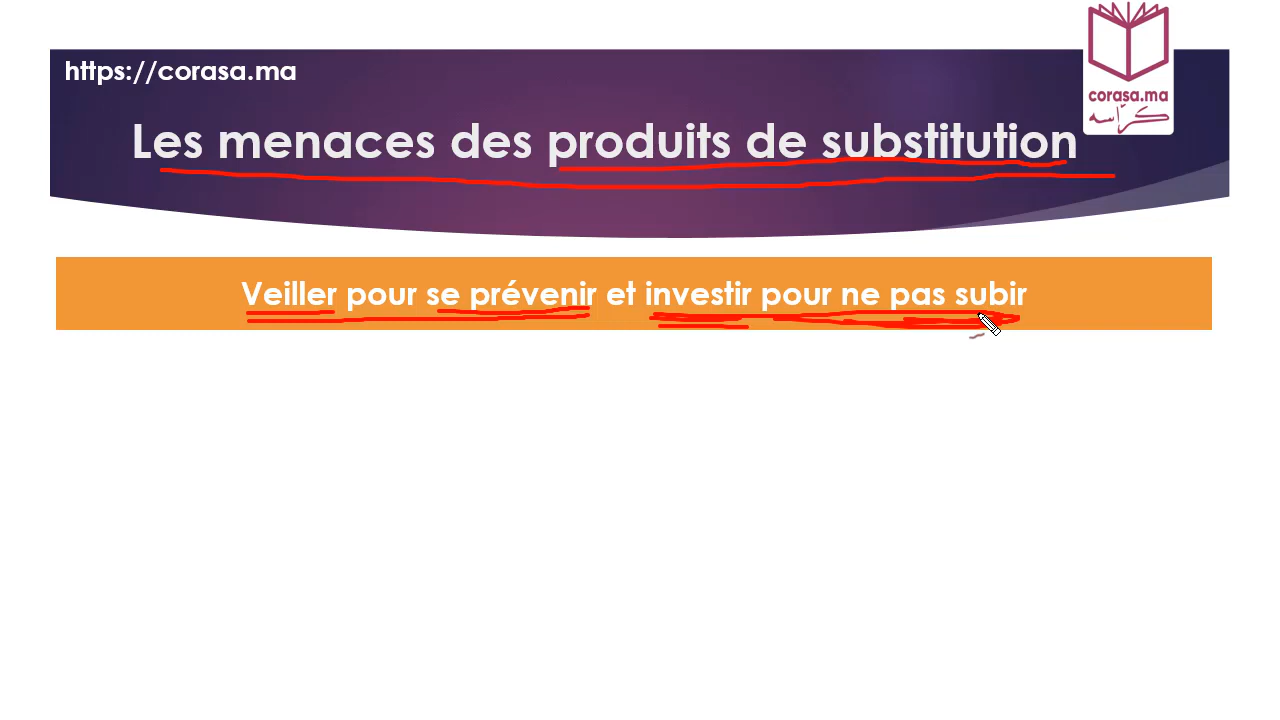 https://corasa.ma
corasa.ma
كراسة
Les menaces des produits de substitution
Veiller pour se prévenir et investir pour ne pas subir